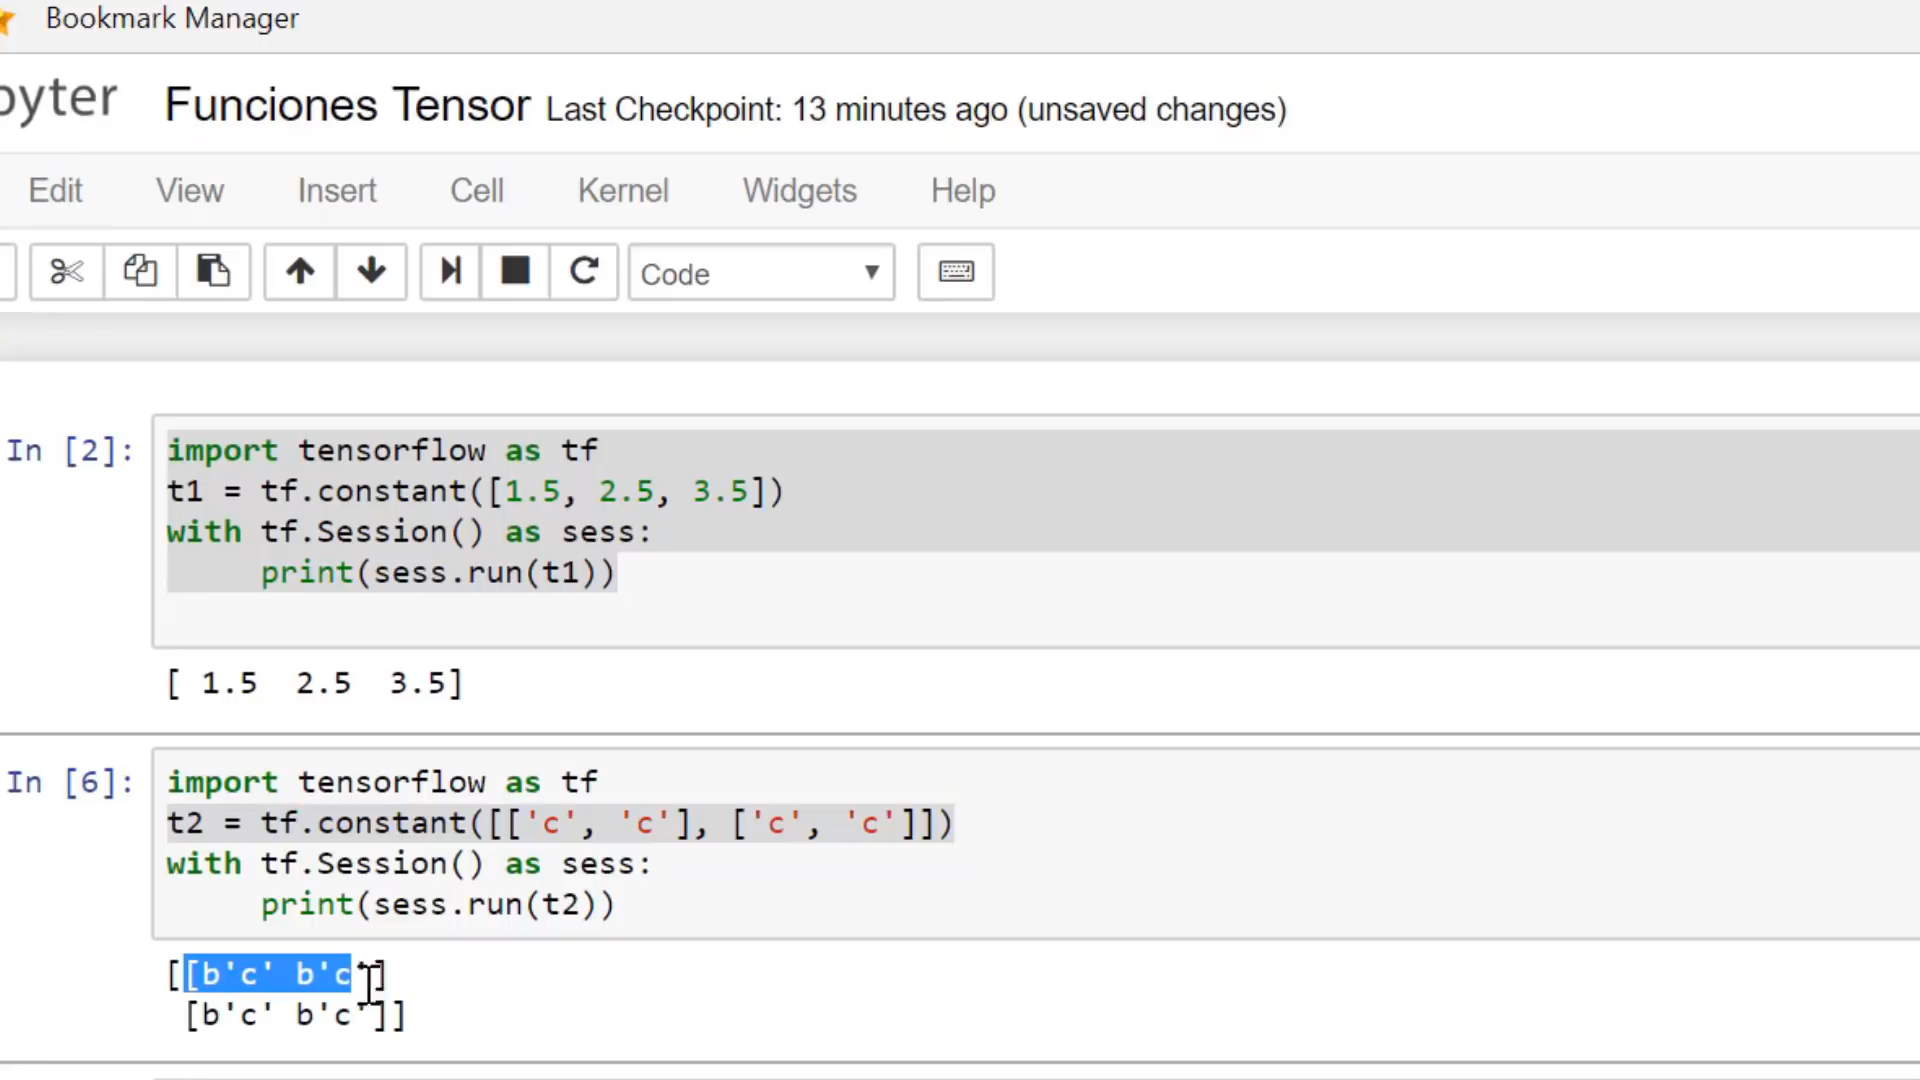 Bookmark Manager
pyter Funciones Tensor Last Checkpoint: 13 minutes ago (unsaved changes)
Edit View Insert Cell Kernel Widgets Help
Code
In [2]: import tensorflow as tf
t1 = tf.constant([1.5, 2.5, 3.5])
with tf.Session() as sess:
     print(sess.run(t1))
[ 1.5  2.5  3.5]
In [6]: import tensorflow as tf
t2 = tf.constant([['c', 'c'], ['c', 'c']])
with tf.Session() as sess:
     print(sess.run(t2))
[[b'c' b'c']
 [b'c' b'c']]